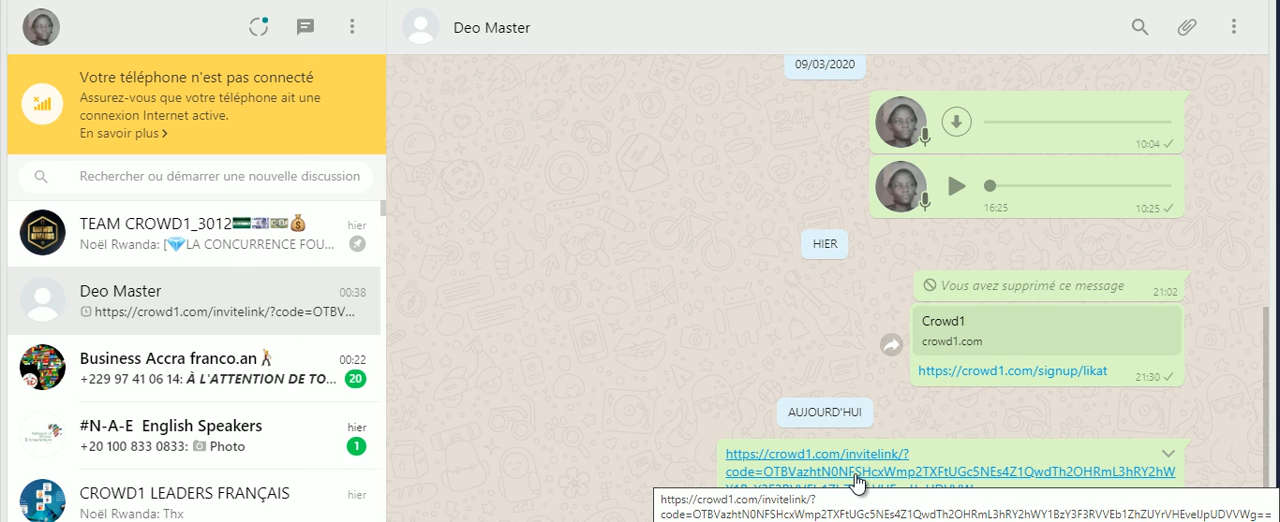 Votre téléphone n'est pas connecté
Assurez-vous que votre téléphone ait une
connexion Internet active.
En savoir plus >
Rechercher ou démarrer une nouvelle discussion
TEAM CROWD1_3012 hier
Noël Rwanda: [💎LA CONCURRENCE FOU...
Deo Master 00:38
https://crowd1.com/invitelink/?code=OTBV...
Business Accra franco.an🚶 00:22
+229 97 41 06 14: À L'ATTENTION DE TO... 20
#N-A-E English Speakers hier
+20 100 833 0833: Photo 1
CROWD1 LEADERS FRANÇAIS hier
Noël Rwanda: Thx
Deo Master
09/03/2020
10:04
16:25 10:25
HIER
Vous avez supprimé ce message 21:02
Crowd1
crowd1.com
https://crowd1.com/signup/likat 21:30
AUJOURD'HUI
https://crowd1.com/invitelink/?
code=OTBVazhtN0NFSHcxWmp2TXFtUGc5NEs4Z1QwdTh2OHRmL3hRY2hW
https://crowd1.com/invitelink/?
code=OTBVazhtN0NFSHcxWmp2TXFtUGc5NEs4Z1QwdTh2OHRmL3hRY2hWY1BzY3F3RVVEb1ZhZUYrVHEvelJpUDVVWg==